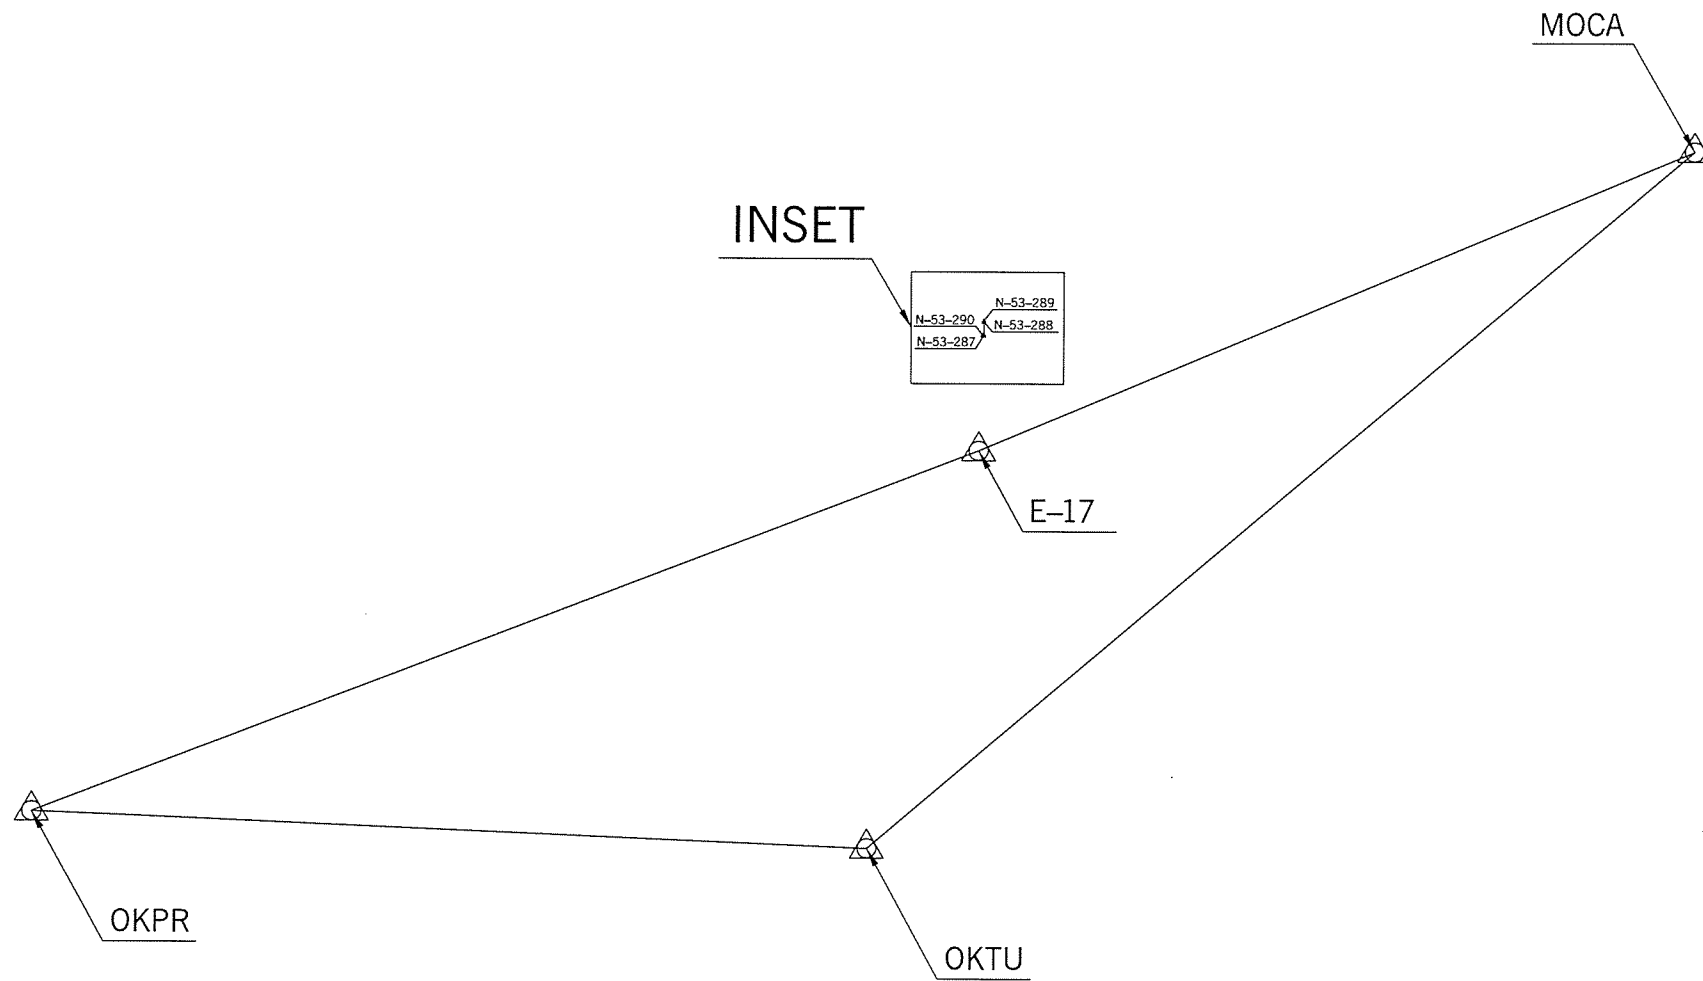 MOCA
INSET
N–53–289
N–53–290
N–53–288
N–53–287
E–17
OKPR
OKTU